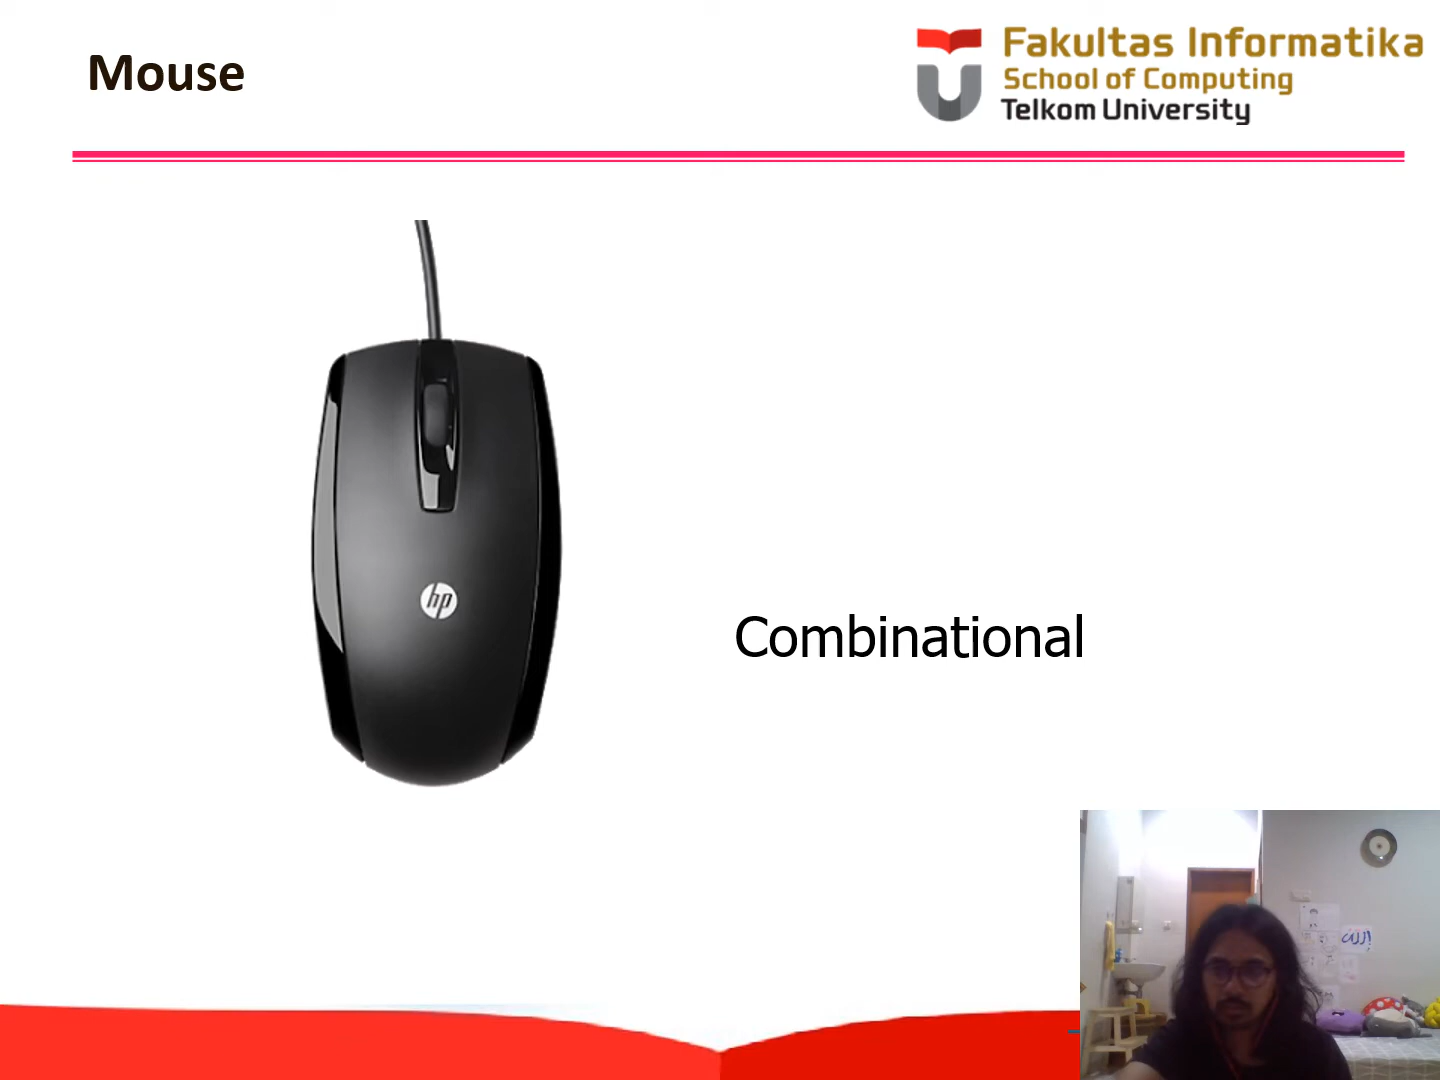 Mouse
Fakultas Informatika
School of Computing
Telkom University
hp
Combinational